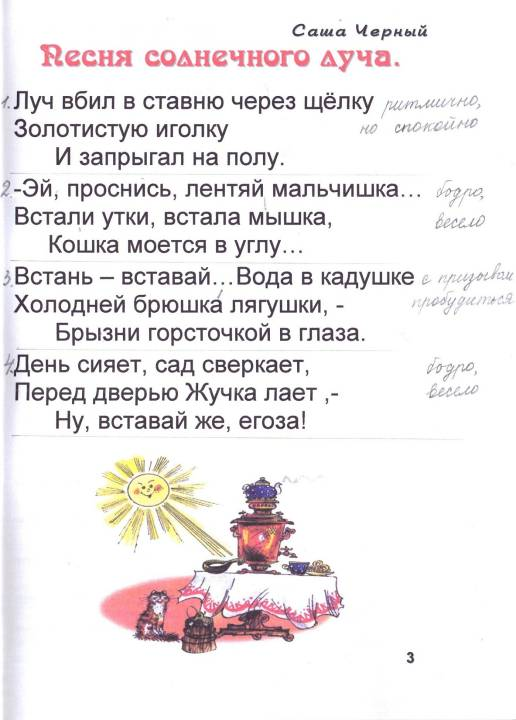 Саша Черный
Песня солнечного луча.
1. Луч вбил в ставню через щёлку ритмично,
Золотистую иголку но спокойно
И запрыгал на полу.
2. -Эй, проснись, лентяй мальчишка… бодро,
Встали утки, встала мышка, весело
Кошка моется в углу…
3. Встань – вставай…Вода в кадушке с призывом
Холодней брюшка лягушки, - пробудиться
Брызни горсточкой в глаза.
4. День сияет, сад сверкает, бодро,
Перед дверью Жучка лает ,- весело
Ну, вставай же, егоза!
3